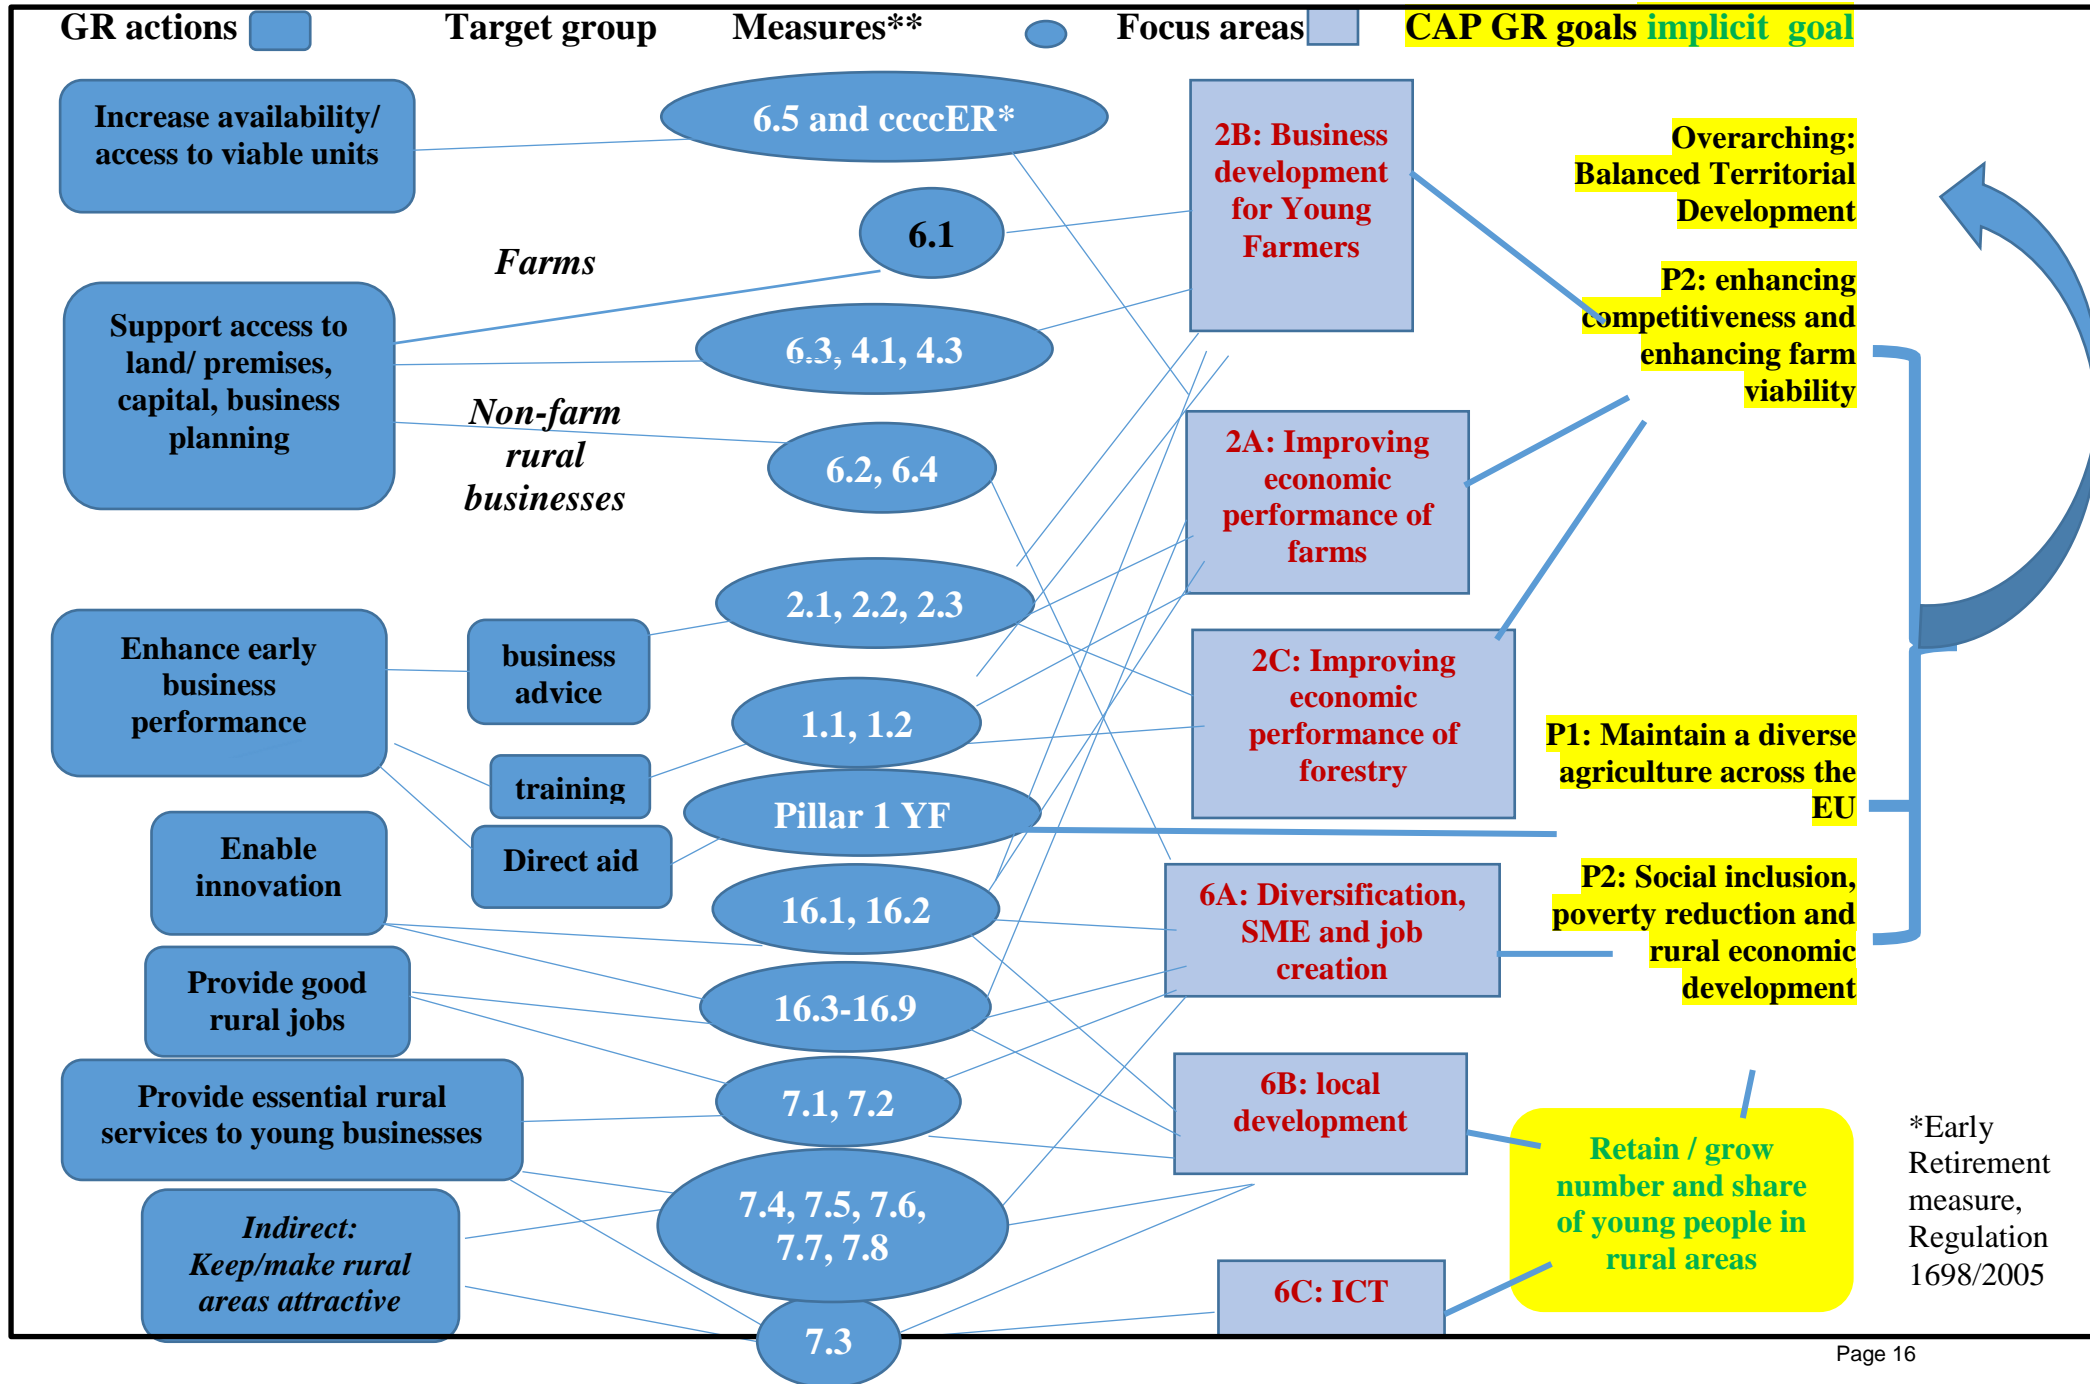 GR actions Target group Measures** Focus areas CAP GR goals implicit goal
Increase availability/
access to viable units
Support access to
land/ premises,
capital, business
planning
Enhance early
business
performance
Enable
innovation
Provide good
rural jobs
Provide essential rural
services to young businesses
Indirect:
Keep/make rural
areas attractive
Farms
Non-farm
rural
businesses
business
advice
training
Direct aid
6.5 and ccccER*
6.1
6.3, 4.1, 4.3
6.2, 6.4
2.1, 2.2, 2.3
1.1, 1.2
Pillar 1 YF
16.1, 16.2
16.3-16.9
7.1, 7.2
7.4, 7.5, 7.6,
7.7, 7.8
7.3
2B: Business
development
for Young
Farmers
2A: Improving
economic
performance of
farms
2C: Improving
economic
performance of
forestry
6A: Diversification,
SME and job
creation
6B: local
development
6C: ICT
Overarching:
Balanced Territorial
Development
P2: enhancing
competitiveness and
enhancing farm
viability
P1: Maintain a diverse
agriculture across the
EU
P2: Social inclusion,
poverty reduction and
rural economic
development
Retain / grow
number and share
of young people in
rural areas
*Early
Retirement
measure,
Regulation
1698/2005
Page 16